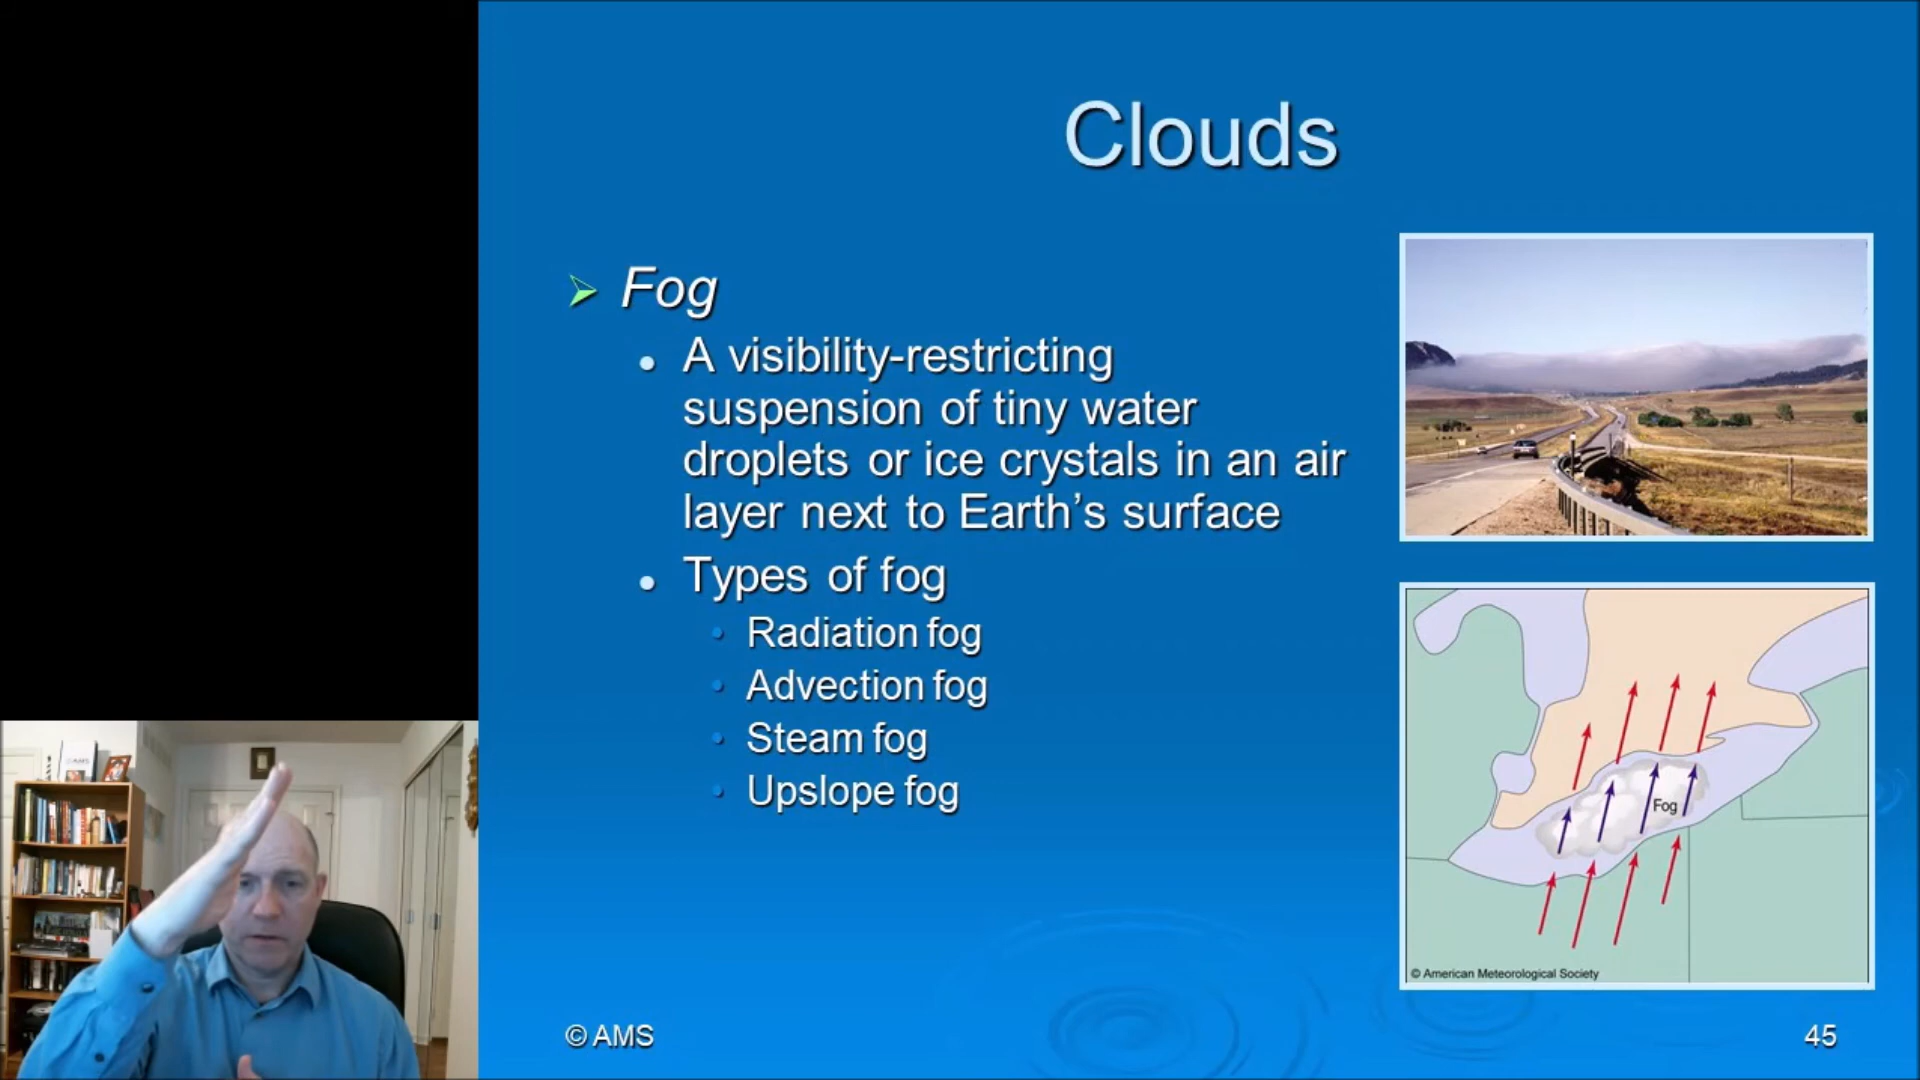 Clouds
Fog
A visibility-restricting
suspension of tiny water
droplets or ice crystals in an air
layer next to Earth’s surface
Types of fog
Radiation fog
Advection fog
Steam fog
Upslope fog
Fog
© American Meteorological Society
AMS
© AMS
45